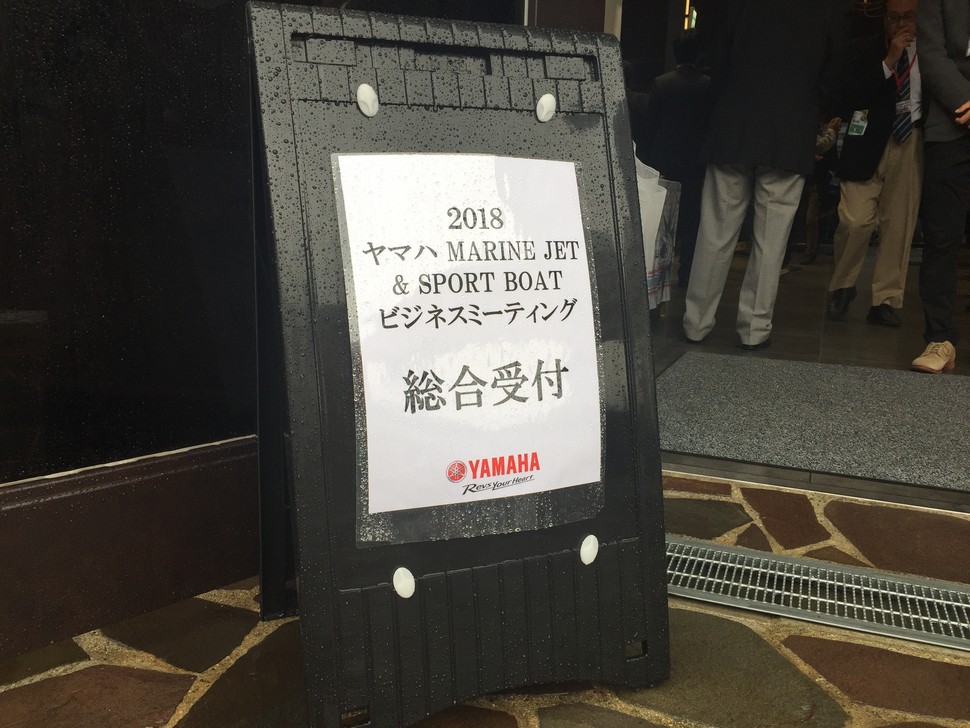 2018
ヤマハ MARINE JET
& SPORT BOAT
ビジネスミーティング
総合受付
YAMAHA
Revs Your Heart